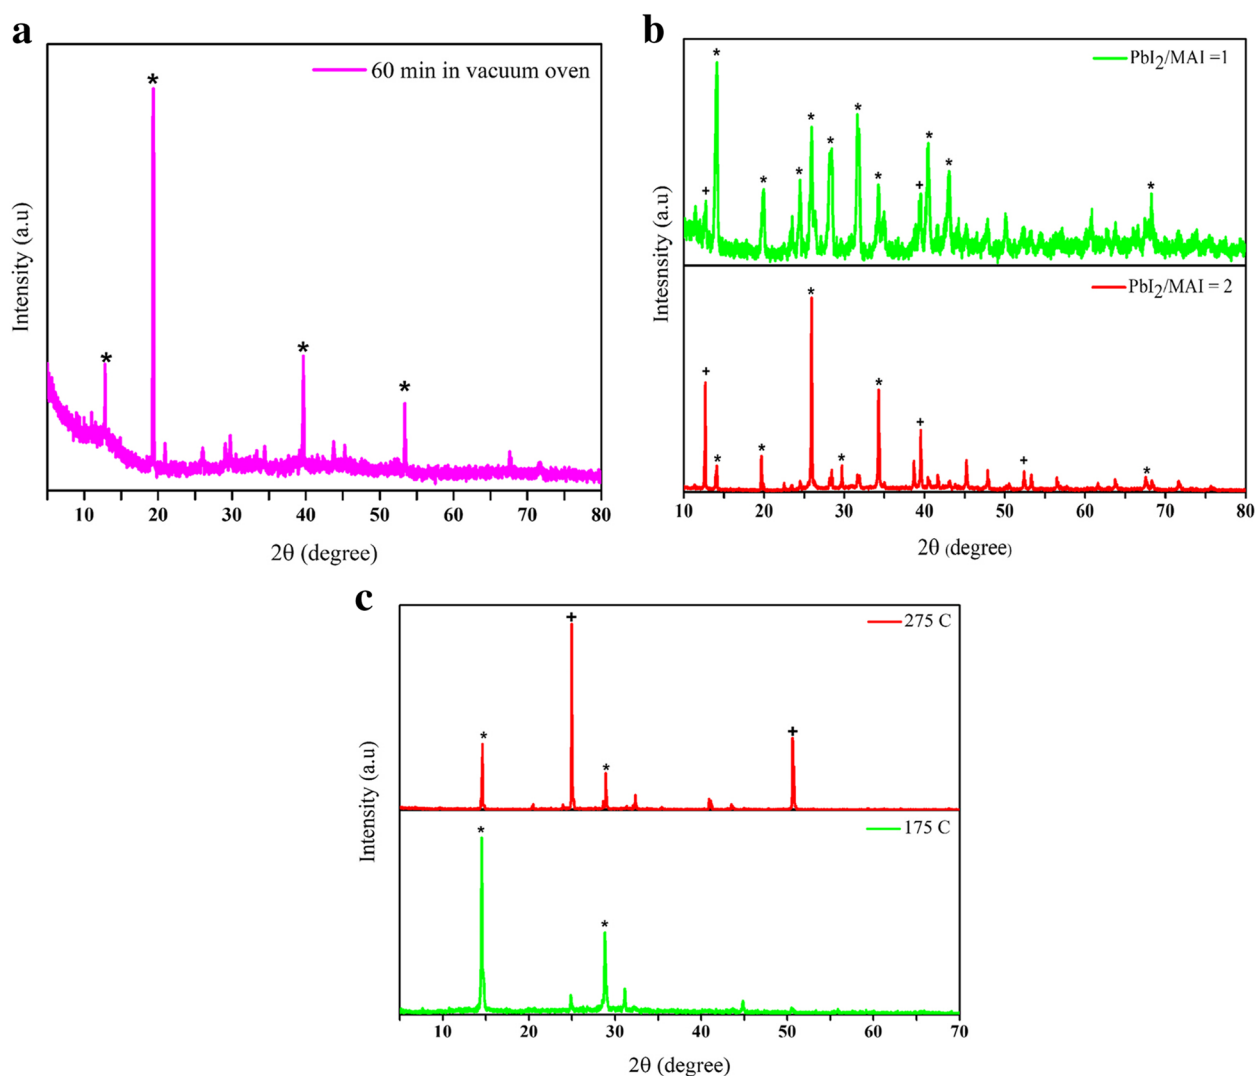 a
*
60 min in vacuum oven
*
*
*
Intensity (a.u)
10 20 30 40 50 60 70 80
2θ (degree)
b
*
PbI2/MAI =1
*
*
*
*
*
*
*
*
+
+
*
Intesnsity (a.u)
PbI2/MAI = 2
*
+
*
+
*
*
*
+
*
10 20 30 40 50 60 70 80
2θ (degree)
c
+
275 C
*
+
*
Intensity (a.u)
175 C
*
*
10 20 30 40 50 60 70
2θ (degree)